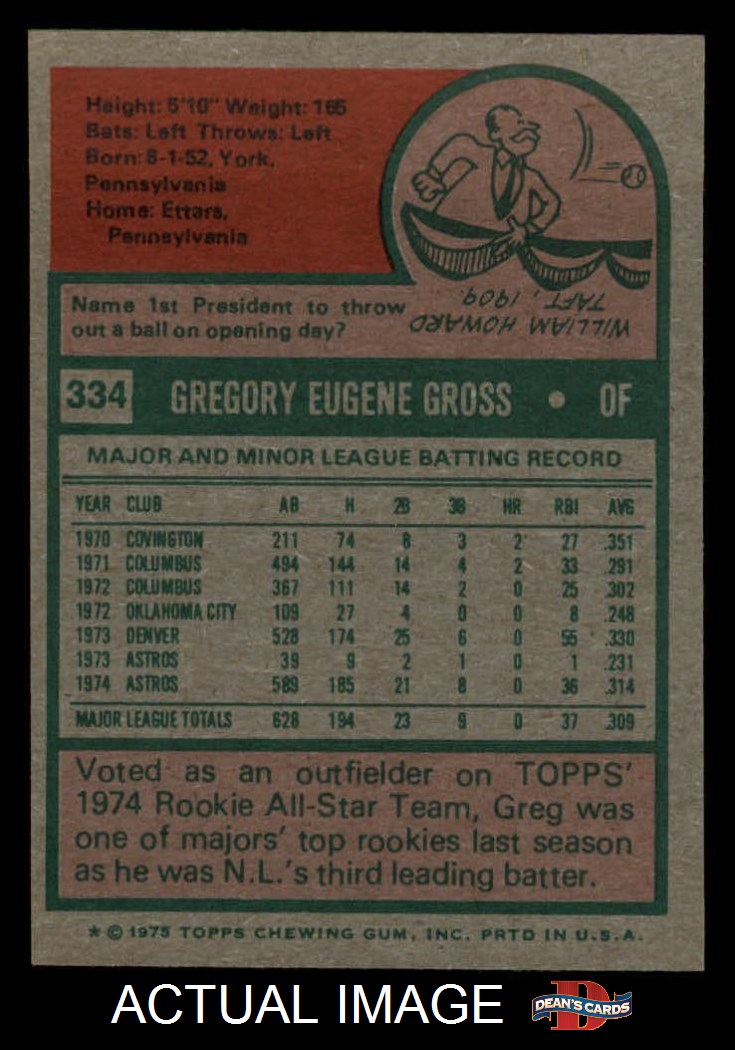 Height: 5'10" Weight: 165
Bats: Left Throws: Left
Born: 8-1-52, York,
Pennsylvania
Home: Etters,
Pennsylvania
Name 1st President to throw
out a ball on opening day?
WILLIAM HOWARD
TAFT, 1909.
334 GREGORY EUGENE GROSS • OF
MAJOR AND MINOR LEAGUE BATTING RECORD
YEAR CLUB AB H 2B 3B HR RBI AVG
1970 COVINGTON 211 74 8 3 2 27 .351
1971 COLUMBUS 494 144 14 4 2 33 .291
1972 COLUMBUS 367 111 14 2 0 25 .302
1972 OKLAHOMA CITY 109 27 4 0 0 8 .248
1973 DENVER 528 174 25 6 0 55 .330
1973 ASTROS 39 9 2 1 0 1 .231
1974 ASTROS 589 185 21 8 0 36 .314
MAJOR LEAGUE TOTALS 628 194 23 9 0 37 .309
Voted as an outfielder on TOPPS'
1974 Rookie All-Star Team, Greg was
one of majors' top rookies last season
as he was N.L.'s third leading batter.
* © 1975 TOPPS CHEWING GUM, INC. PRTD IN U.S.A.
ACTUAL IMAGE
D
DEAN'S CARDS